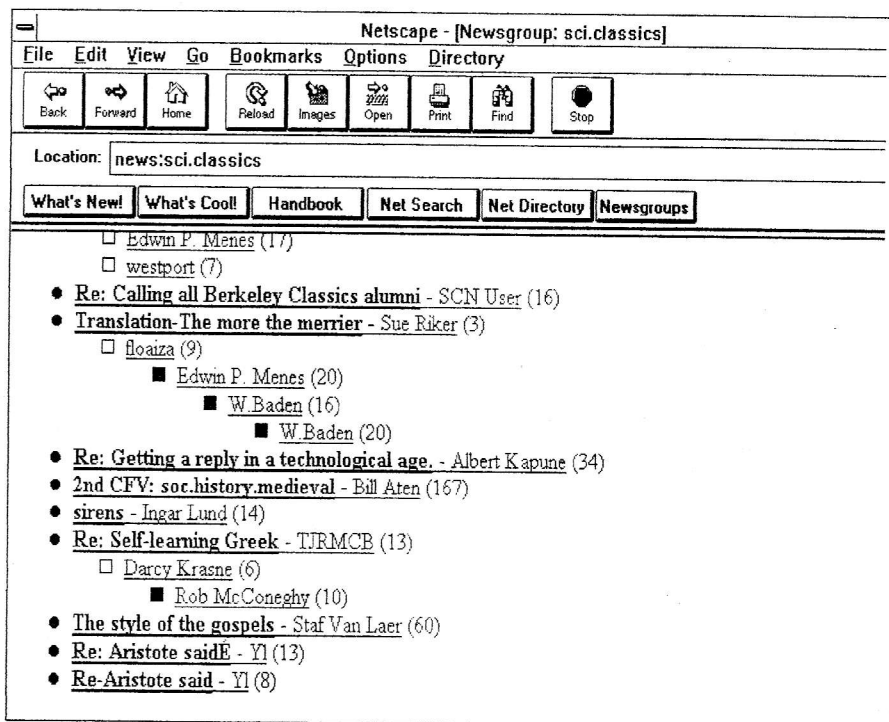 Netscape - [Newsgroup: sci.classics]
File Edit View Go Bookmarks Options Directory
Back Forward Home Reload Images Open Print Find Stop
Location: news:sci.classics
What's New! What's Cool! Handbook Net Search Net Directory Newsgroups
Edwin P. Menes (17)
westport (7)
Re: Calling all Berkeley Classics alumni - SCN User (16)
Translation-The more the merrier - Sue Riker (3)
floaiza (9)
Edwin P. Menes (20)
W.Baden (16)
W.Baden (20)
Re: Getting a reply in a technological age. - Albert Kapune (34)
2nd CFV: soc.history.medieval - Bill Aten (167)
sirens - Ingar Lund (14)
Re: Self-learning Greek - TJRMCB (13)
Darcy Krasne (6)
Rob McConeghy (10)
The style of the gospels - Staf Van Laer (60)
Re: Aristote saidÉ - Yl (13)
Re-Aristote said - Yl (8)